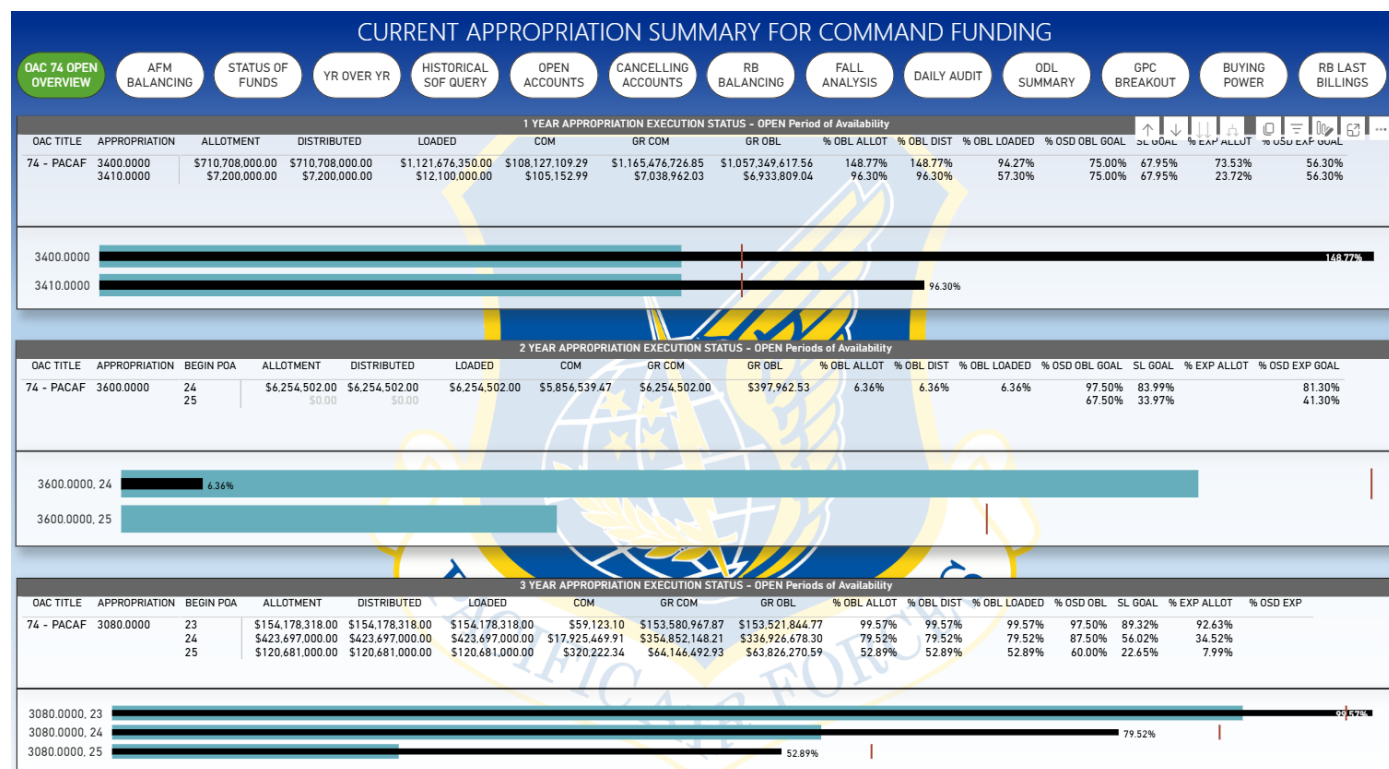 CURRENT APPROPRIATION SUMMARY FOR COMMAND FUNDING
OAC 74 OPEN OVERVIEW
AFM BALANCING
STATUS OF FUNDS
YR OVER YR
HISTORICAL SOF QUERY
OPEN ACCOUNTS
CANCELLING ACCOUNTS
RB BALANCING
FALL ANALYSIS
DAILY AUDIT
ODL SUMMARY
GPC BREAKOUT
BUYING POWER
RB LAST BILLINGS
1 YEAR APPROPRIATION EXECUTION STATUS - OPEN Period of Availability
OAC TITLE APPROPRIATION ALLOTMENT DISTRIBUTED LOADED COM GR COM GR OBL % OBL ALLOT % OBL DIST % OBL LOADED % OSD OBL GOAL SL GOAL % EXP ALLOT % OSD EXP GOAL
74 - PACAF 3400.0000 $710,708,000.00 $710,708,000.00 $1,121,676,350.00 $108,127,109.29 $1,165,476,726.85 $1,057,349,617.56 148.77% 148.77% 94.27% 75.00% 67.95% 73.53% 56.30%
3410.0000 $7,200,000.00 $7,200,000.00 $12,100,000.00 $105,152.99 $7,038,962.03 $6,933,809.04 96.30% 96.30% 57.30% 75.00% 67.95% 23.72% 56.30%
3400.0000 148.77%
3410.0000 96.30%
2 YEAR APPROPRIATION EXECUTION STATUS - OPEN Periods of Availability
OAC TITLE APPROPRIATION BEGIN POA ALLOTMENT DISTRIBUTED LOADED COM GR COM GR OBL % OBL ALLOT % OBL DIST % OBL LOADED % OSD OBL GOAL SL GOAL % EXP ALLOT % OSD EXP GOAL
74 - PACAF 3600.0000 24 $6,254,502.00 $6,254,502.00 $6,254,502.00 $5,856,539.47 $6,254,502.00 $397,962.53 6.36% 6.36% 6.36% 97.50% 83.99% 81.30%
25 $0.00 $0.00 67.50% 33.97% 41.30%
3600.0000, 24 6.36%
3600.0000, 25
3 YEAR APPROPRIATION EXECUTION STATUS - OPEN Periods of Availability
OAC TITLE APPROPRIATION BEGIN POA ALLOTMENT DISTRIBUTED LOADED COM GR COM GR OBL % OBL ALLOT % OBL DIST % OBL LOADED % OSD OBL SL GOAL % EXP ALLOT % OSD EXP
74 - PACAF 3080.0000 23 $154,178,318.00 $154,178,318.00 $154,178,318.00 $59,123.10 $153,580,967.87 $153,521,844.77 99.57% 99.57% 99.57% 97.50% 89.32% 92.63%
24 $423,697,000.00 $423,697,000.00 $423,697,000.00 $17,925,469.91 $354,852,148.21 $336,926,678.30 79.52% 79.52% 79.52% 87.50% 56.02% 34.52%
25 $120,681,000.00 $120,681,000.00 $120,681,000.00 $320,222.34 $64,146,492.93 $63,826,270.59 52.89% 52.89% 52.89% 60.00% 22.65% 7.99%
PACIFIC AIR FORCES
3080.0000, 23 99.57%
3080.0000, 24 79.52%
3080.0000, 25 52.89%